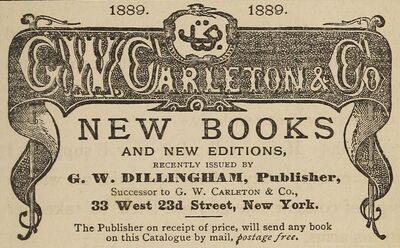 1889. 1889.
G.W. CARLETON & CO
NEW BOOKS
AND NEW EDITIONS,
RECENTLY ISSUED BY
G. W. DILLINGHAM, Publisher,
Successor to G. W. CARLETON & CO.,
33 West 23d Street, New York.
The Publisher on receipt of price, will send any book
on this Catalogue by mail, postage free.